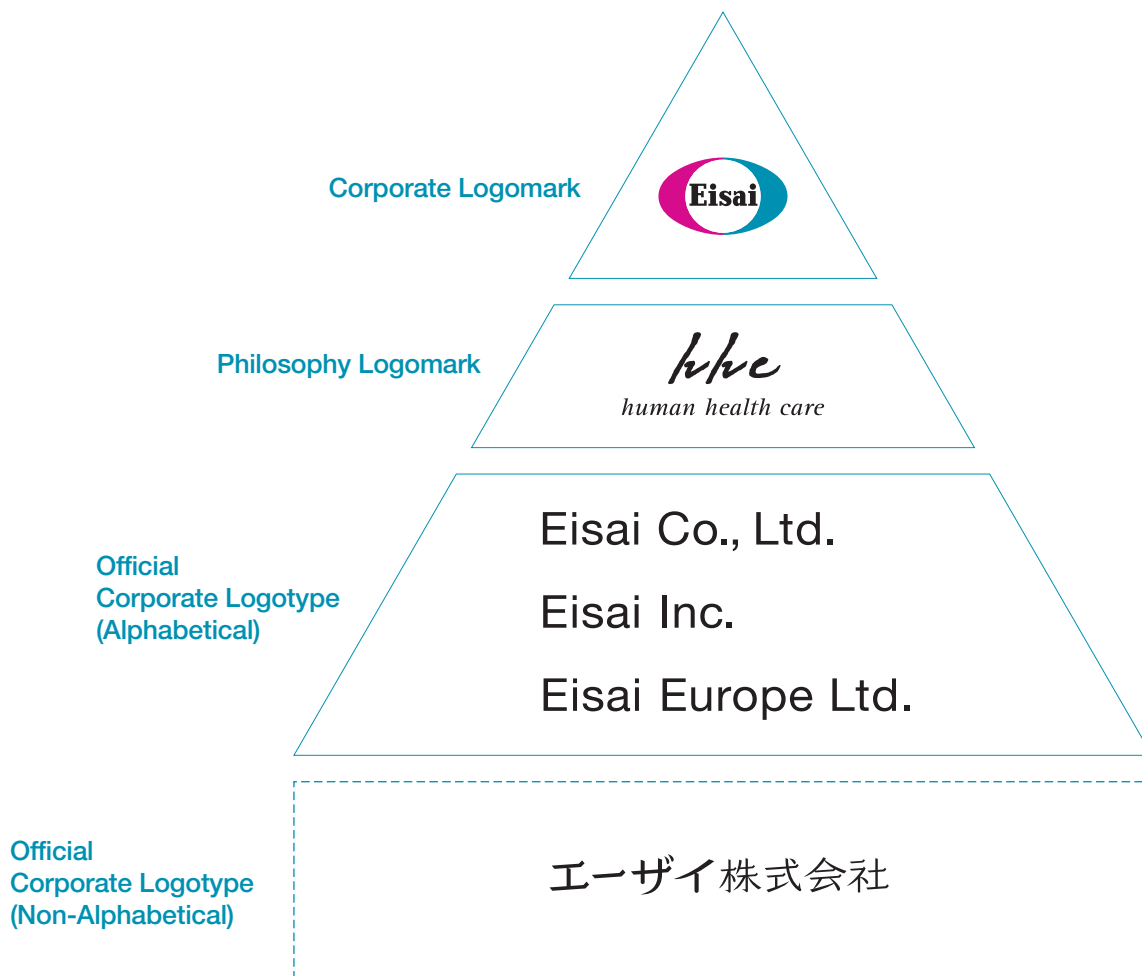 Corporate Logomark
Eisai
Philosophy Logomark
hhc
human health care
Official
Corporate Logotype
(Alphabetical)
Eisai Co., Ltd.
Eisai Inc.
Eisai Europe Ltd.
Official
Corporate Logotype
(Non-Alphabetical)
エーザイ株式会社